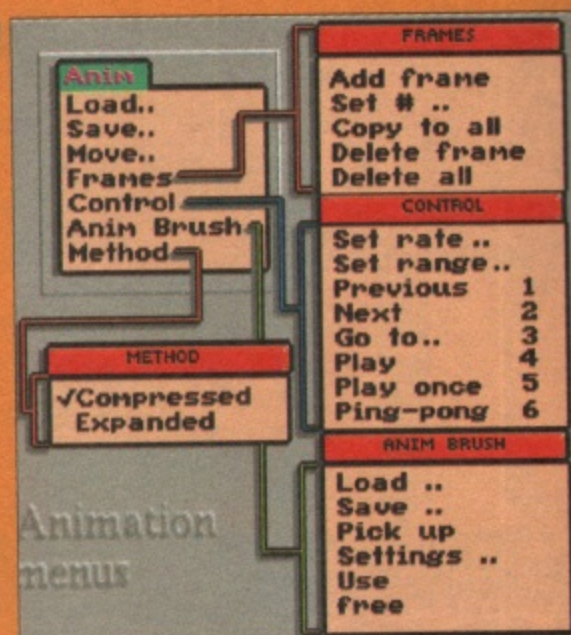 Anim
Load..
Save..
Move..
Frames
Control
Anim Brush
Method
METHOD
✓Compressed
Expanded
FRAMES
Add frame
Set # ..
Copy to all
Delete frame
Delete all
CONTROL
Set rate ..
Set range..
Previous 1
Next 2
Go to.. 3
Play 4
Play once 5
Ping-pong 6
ANIM BRUSH
Load ..
Save ..
Pick up
Settings ..
Use
free
Animation
menus